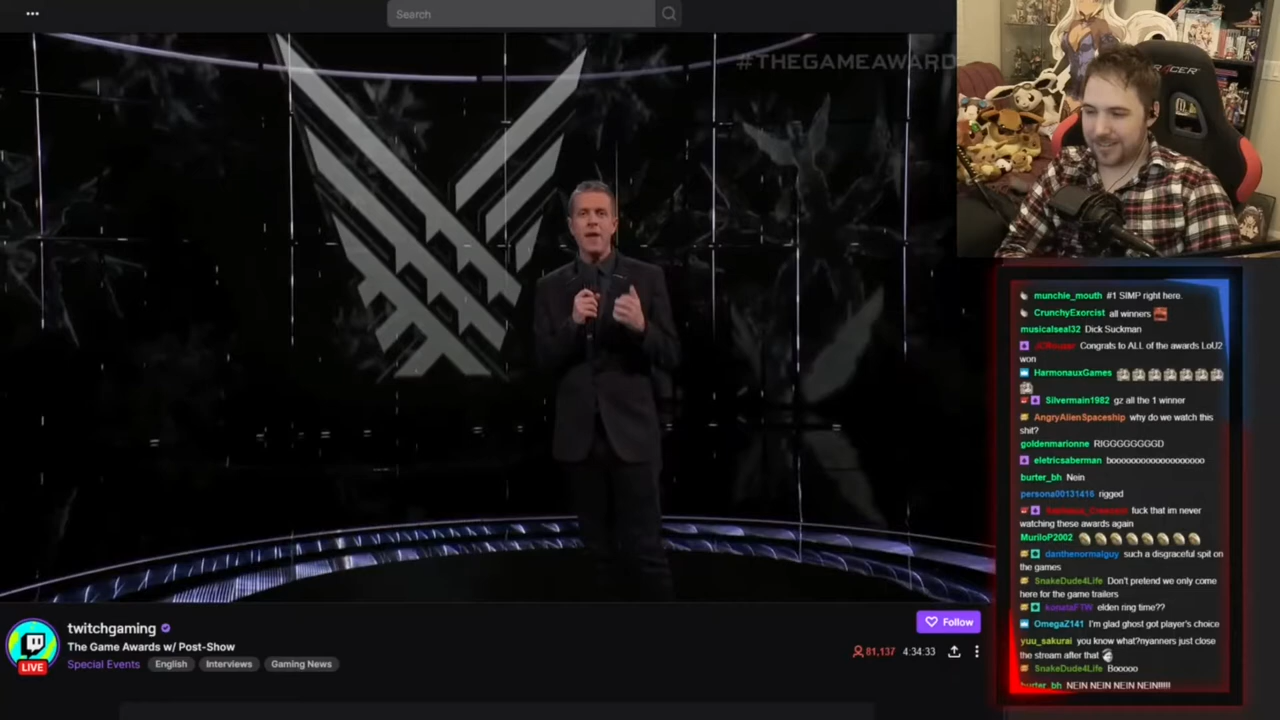 Search
#THEGAMEAWARD
munchie_mouth #1 SIMP right here.
CrunchyExorcist all winners
musicalseal32 Dick Suckman
Congrats to ALL of the awards LoU2
won
HarmonauxGames
Silvermain1982 gz all the 1 winner
AngryAlienSpaceship why do we watch this
shit?
goldenmarionne RIGGGGGGGGD
eletricsaberman boooooooooooooooooo
burter_bh Nein
persona00131416 rigged
fuck that im never
watching these awards again
MuriloP2002
danthenormalguy such a disgraceful spit on
the games
SnakeDude4Life Don't pretend we only come
here for the game trailers
konataFTW elden ring time??
OmegaZ141 I'm glad ghost got player's choice
yuu_sakurai you know what?nyanners just close
the stream after that
SnakeDude4Life Booooo
burter_bh NEIN NEIN NEIN NEIN!!!!!
twitchgaming
The Game Awards w/ Post-Show
Special Events English Interviews Gaming News
LIVE
Follow
81,137 4:34:33